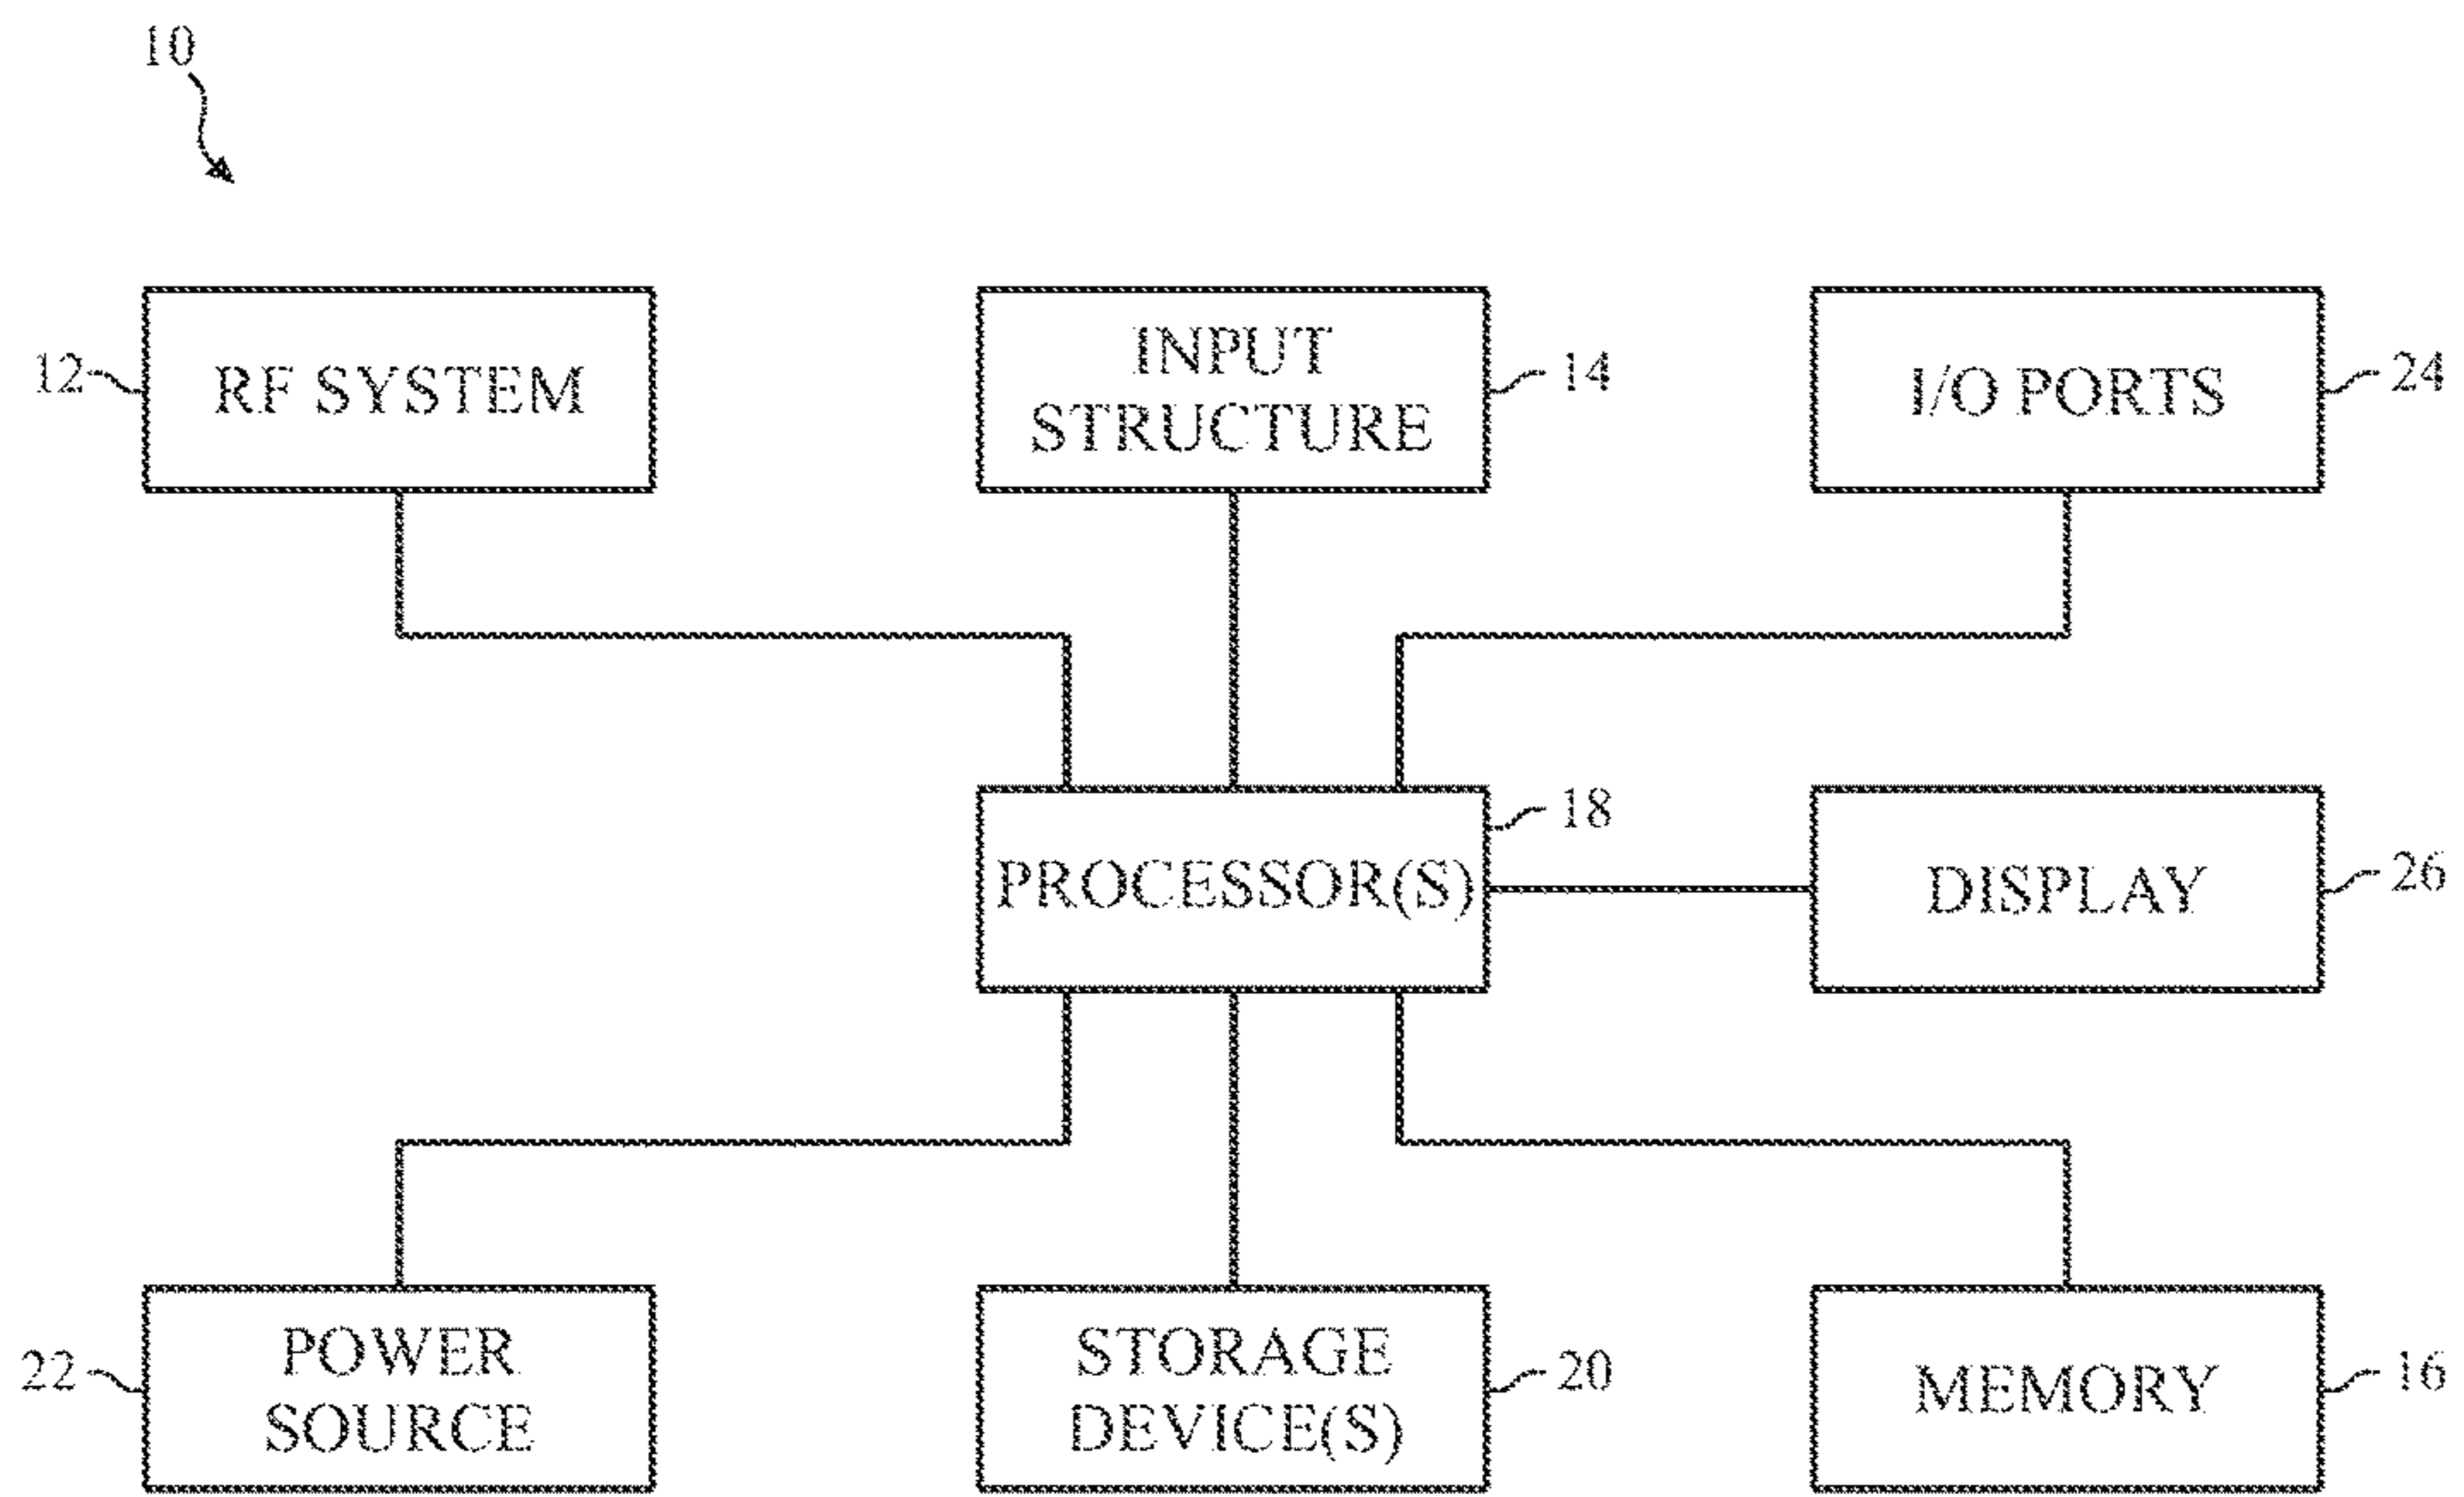 10
12
RF SYSTEM
INPUT
STRUCTURE
14
I/O PORTS
24
18
PROCESSOR(S)
DISPLAY
26
22
POWER
SOURCE
STORAGE
DEVICE(S)
20
MEMORY
16